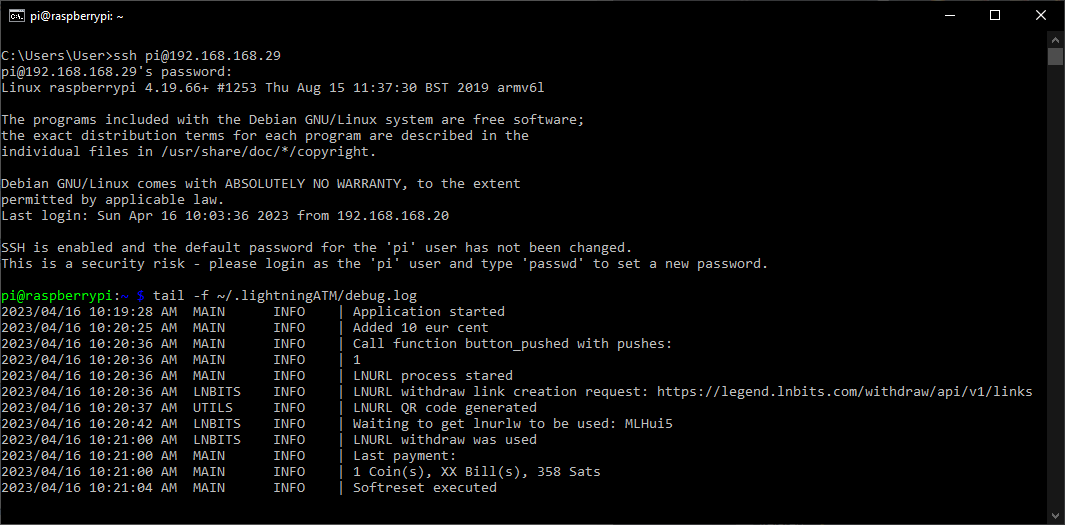 pi@raspberrypi: ~
C:\Users\User>ssh pi@192.168.168.29
pi@192.168.168.29's password:
Linux raspberrypi 4.19.66+ #1253 Thu Aug 15 11:37:30 BST 2019 armv6l
The programs included with the Debian GNU/Linux system are free software;
the exact distribution terms for each program are described in the
individual files in /usr/share/doc/*/copyright.
Debian GNU/Linux comes with ABSOLUTELY NO WARRANTY, to the extent
permitted by applicable law.
Last login: Sun Apr 16 10:03:36 2023 from 192.168.168.20
SSH is enabled and the default password for the 'pi' user has not been changed.
This is a security risk - please login as the 'pi' user and type 'passwd' to set a new password.
pi@raspberrypi:~ $ tail -f ~/.lightningATM/debug.log
2023/04/16 10:19:28 AM  MAIN      INFO    | Application started
2023/04/16 10:20:25 AM  MAIN      INFO    | Added 10 eur cent
2023/04/16 10:20:36 AM  MAIN      INFO    | Call function button_pushed with pushes:
2023/04/16 10:20:36 AM  MAIN      INFO    | 1
2023/04/16 10:20:36 AM  MAIN      INFO    | LNURL process stared
2023/04/16 10:20:36 AM  LNBITS    INFO    | LNURL withdraw link creation request: https://legend.lnbits.com/withdraw/api/v1/links
2023/04/16 10:20:37 AM  UTILS     INFO    | LNURL QR code generated
2023/04/16 10:20:42 AM  LNBITS    INFO    | Waiting to get lnurlw to be used: MLHui5
2023/04/16 10:21:00 AM  LNBITS    INFO    | LNURL withdraw was used
2023/04/16 10:21:00 AM  MAIN      INFO    | Last payment:
2023/04/16 10:21:00 AM  MAIN      INFO    | 1 Coin(s), XX Bill(s), 358 Sats
2023/04/16 10:21:04 AM  MAIN      INFO    | Softreset executed